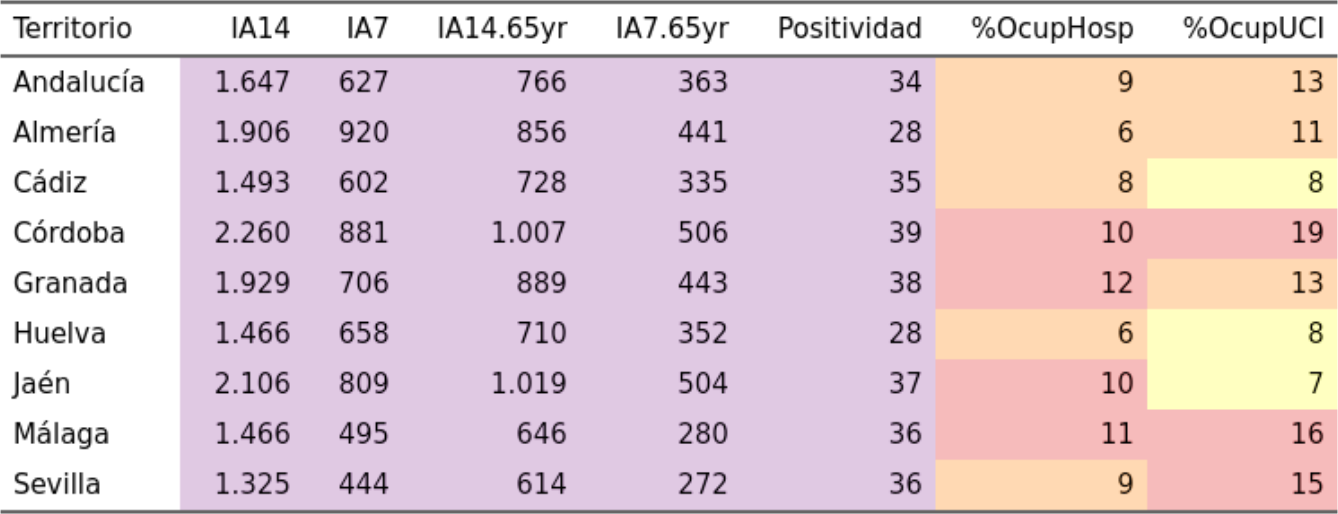 Territorio IA14 IA7 IA14.65yr IA7.65yr Positividad %OcupHosp %OcupUCI
Andalucía 1.647 627 766 363 34 9 13
Almería 1.906 920 856 441 28 6 11
Cádiz 1.493 602 728 335 35 8 8
Córdoba 2.260 881 1.007 506 39 10 19
Granada 1.929 706 889 443 38 12 13
Huelva 1.466 658 710 352 28 6 8
Jaén 2.106 809 1.019 504 37 10 7
Málaga 1.466 495 646 280 36 11 16
Sevilla 1.325 444 614 272 36 9 15